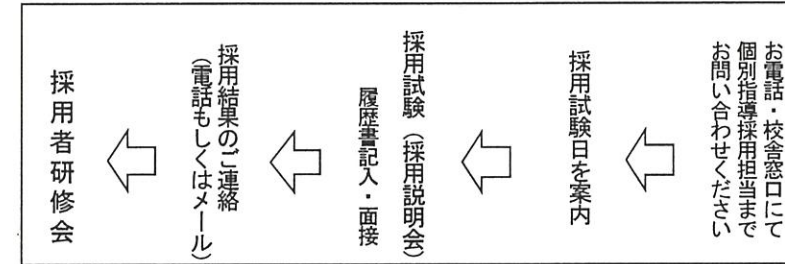 お電話・校舎窓口にて
個別指導採用担当まで
お問い合わせください
採用試験日を案内
採用試験（採用説明会）
履歴書記入・面接
採用結果のご連絡
（電話もしくはメール）
採用者研修会